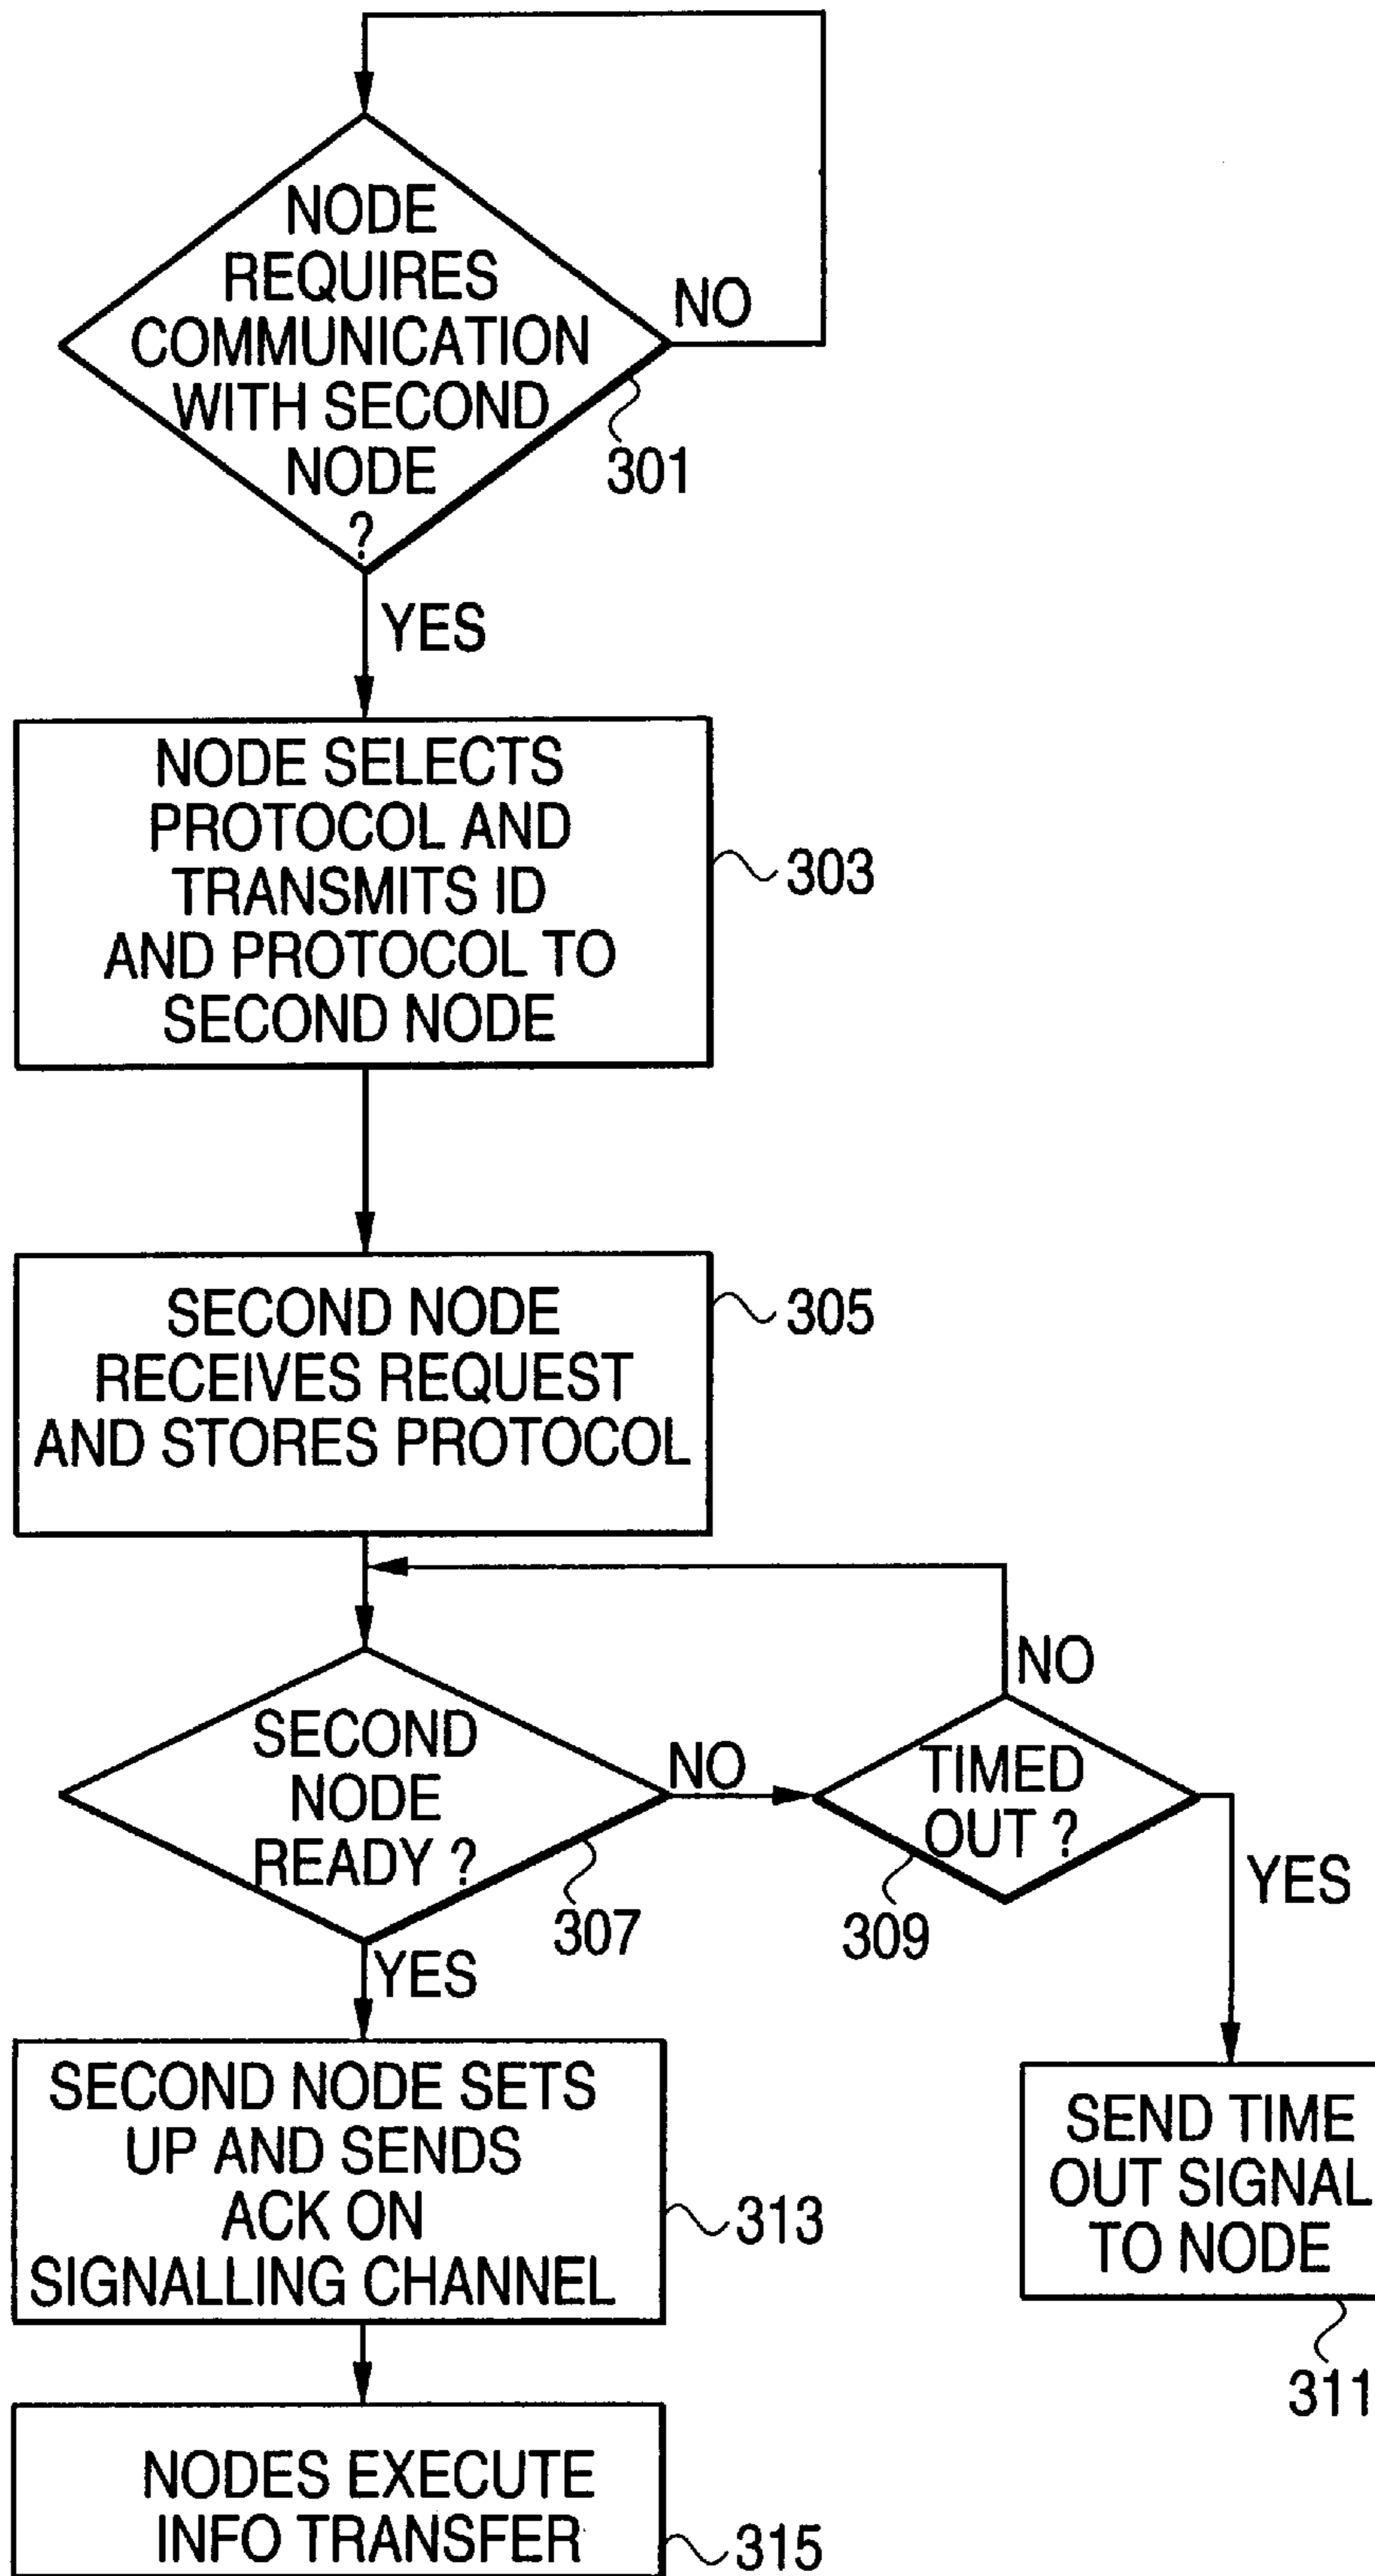 NODE
REQUIRES
COMMUNICATION
WITH SECOND
NODE
?
NO
301
YES
NODE SELECTS
PROTOCOL AND
TRANSMITS ID
AND PROTOCOL TO
SECOND NODE
303
SECOND NODE
RECEIVES REQUEST
AND STORES PROTOCOL
305
SECOND
NODE
READY ?
307
NO
TIMED
OUT ?
309
NO
YES
YES
SECOND NODE SETS
UP AND SENDS
ACK ON
SIGNALLING CHANNEL
313
SEND TIME
OUT SIGNAL
TO NODE
311
NODES EXECUTE
INFO TRANSFER
315